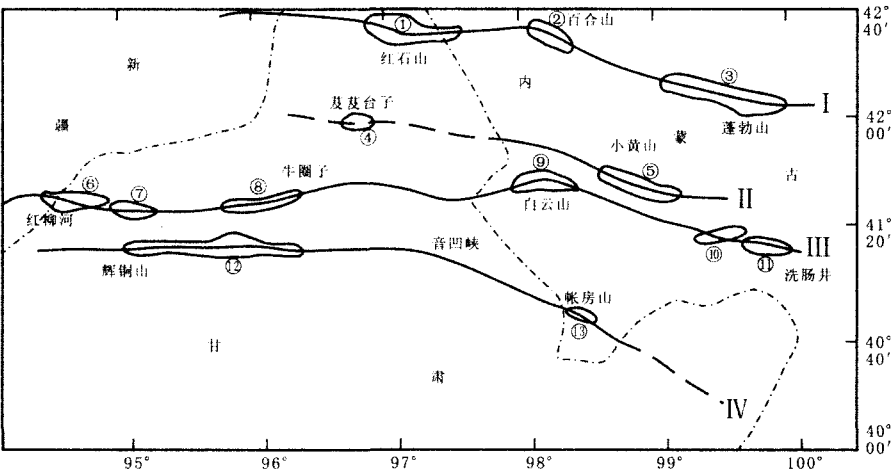 42°
40′
①
②百合山
红石山
新
内
③
I
芨芨台子
42°
00′
疆
④
蓬勃山
小黄山
蒙
⑤
古
牛圈子
⑨
⑥
⑦
⑧
II
白云山
红柳河
41°
20′
音凹峡
⑩
III
⑪
洗肠井
辉铜山
⑫
帐房山
⑬
甘
40°
40′
肃
IV
40°
00′
95°
96°
97°
98°
99°
100°